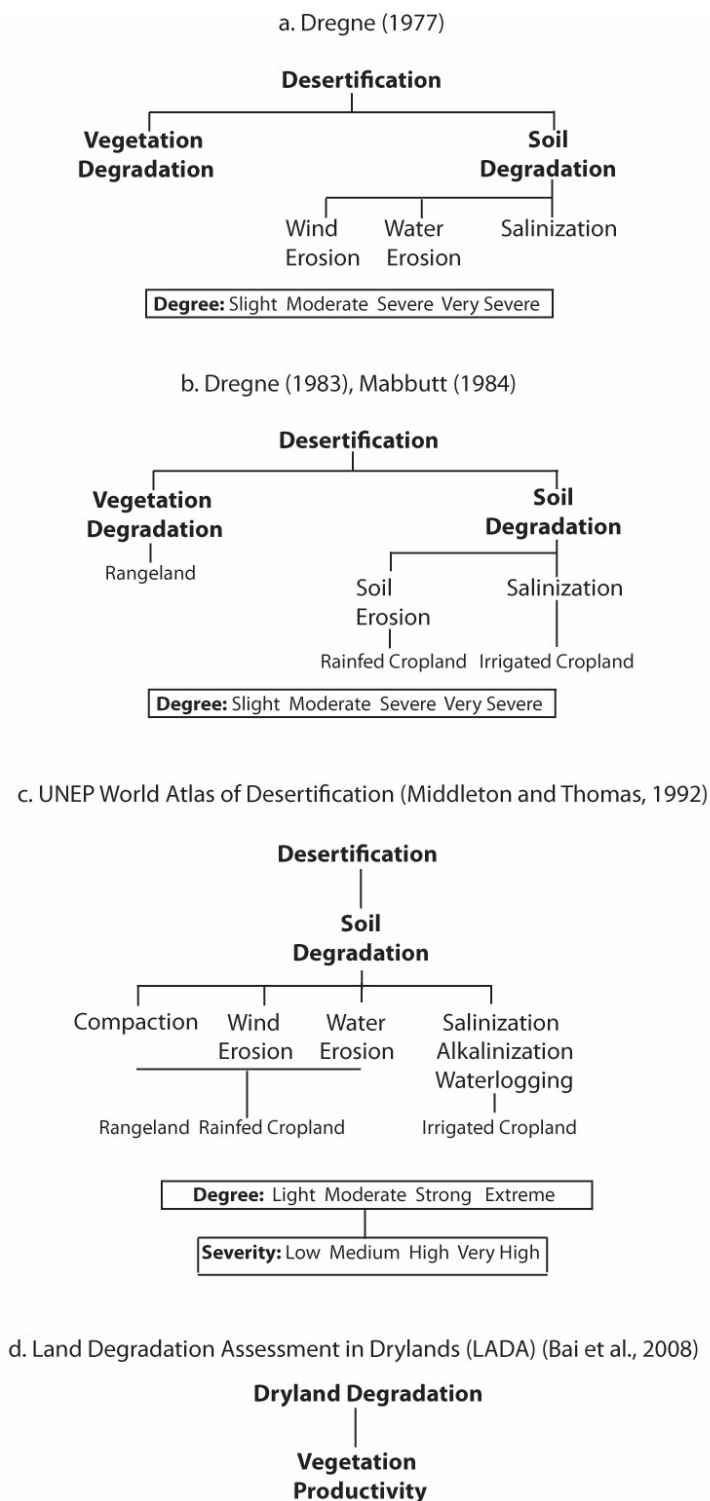 a. Dregne (1977)
Desertification
Vegetation Soil
Degradation Degradation
Wind Water Salinization
Erosion Erosion
Degree: Slight Moderate Severe Very Severe
b. Dregne (1983), Mabbutt (1984)
Desertification
Vegetation Soil
Degradation Degradation
Rangeland
Soil Salinization
Erosion
Rainfed Cropland Irrigated Cropland
Degree: Slight Moderate Severe Very Severe
c. UNEP World Atlas of Desertification (Middleton and Thomas, 1992)
Desertification
Soil
Degradation
Compaction Wind Water Salinization
Erosion Erosion Alkalinization
Waterlogging
Rangeland Rainfed Cropland Irrigated Cropland
Degree: Light Moderate Strong Extreme
Severity: Low Medium High Very High
d. Land Degradation Assessment in Drylands (LADA) (Bai et al., 2008)
Dryland Degradation
Vegetation
Productivity